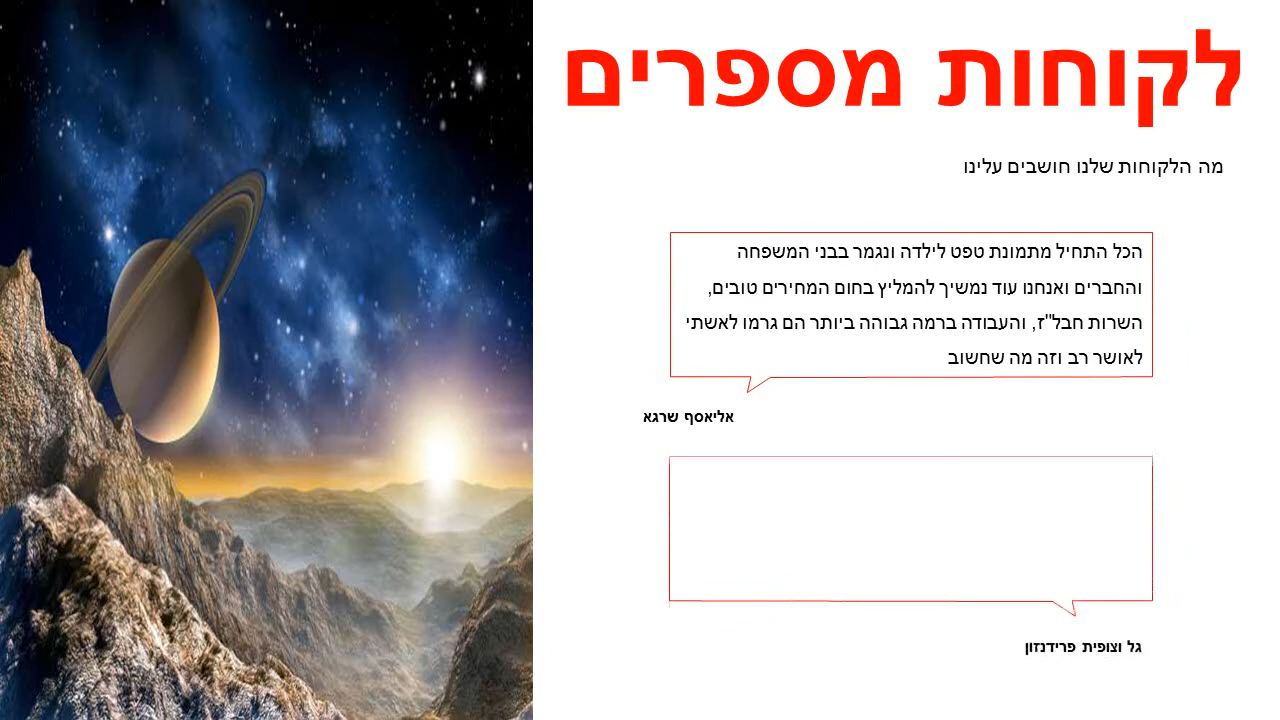 לקוחות מספרים
מה הלקוחות שלנו חושבים עלינו
הכל התחיל מתמונת טפט לילדה ונגמר בבני המשפחה
והחברים ואנחנו עוד נמשיך להמליץ בחום המחירים טובים,
השרות חבל"ז, והעבודה ברמה גבוהה ביותר הם גרמו לאשתי
לאושר רב וזה מה שחשוב
אליאסף שרגא
גל וצופית פרידנזון